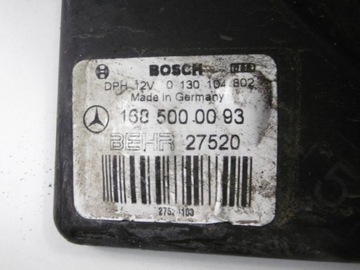 BOSCH
DPH 12V 0 130 104 802
Made in Germany
168 500 00 93
BEHR 27520